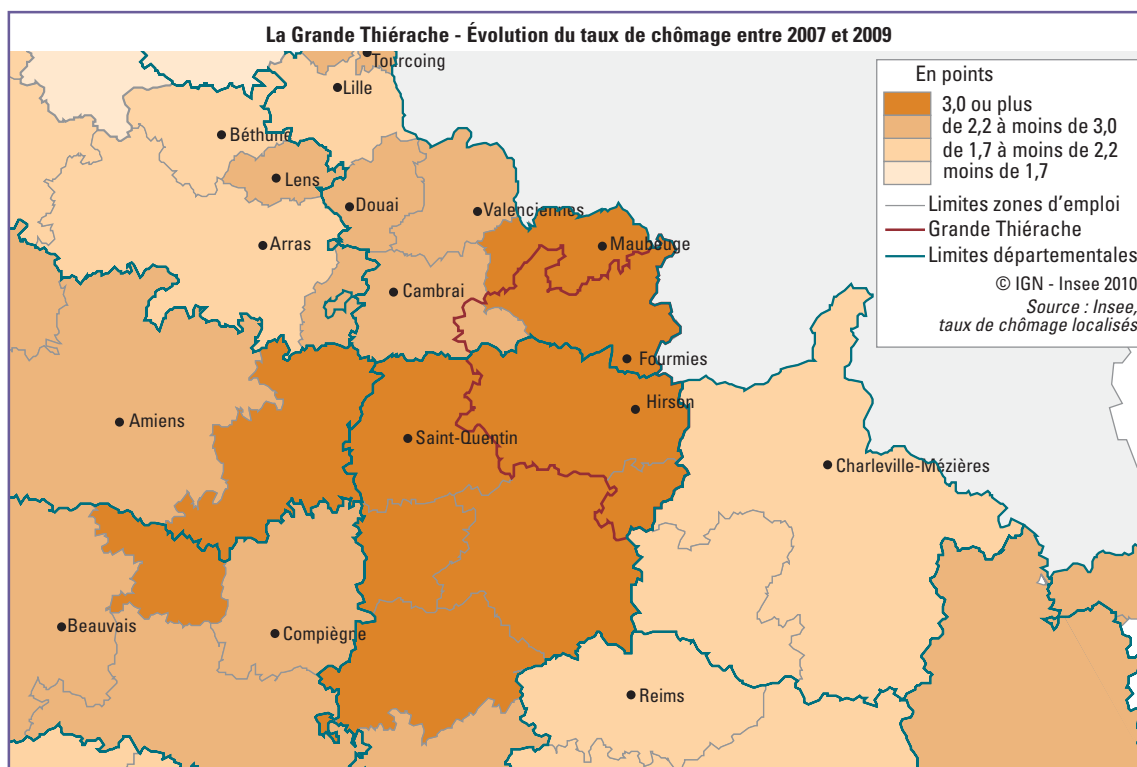 La Grande Thiérache - Évolution du taux de chômage entre 2007 et 2009
En points
3,0 ou plus
de 2,2 à moins de 3,0
de 1,7 à moins de 2,2
moins de 1,7
Limites zones d'emploi
Grande Thiérache
Limites départementales
© IGN - Insee 2010
Source : Insee,
taux de chômage localisés
Tourcoing
Lille
Béthune
Lens
Douai
Valenciennes
Arras
Maubeuge
Cambrai
Fourmies
Hirson
Amiens
Saint-Quentin
Charleville-Mézières
Beauvais
Compiègne
Reims